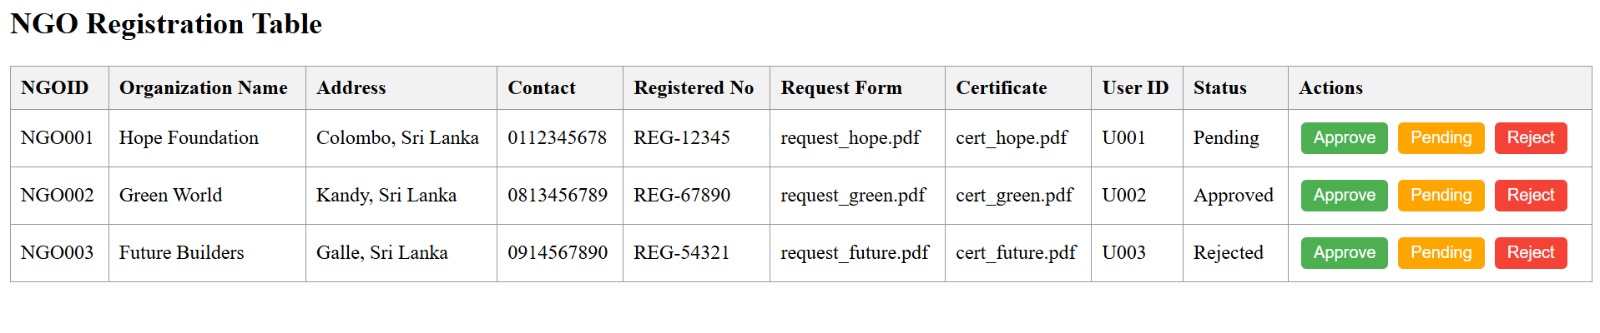 NGO Registration Table
NGOID Organization Name Address Contact Registered No Request Form Certificate User ID Status Actions
NGO001 Hope Foundation Colombo, Sri Lanka 0112345678 REG-12345 request_hope.pdf cert_hope.pdf U001 Pending Approve Pending Reject
NGO002 Green World Kandy, Sri Lanka 0813456789 REG-67890 request_green.pdf cert_green.pdf U002 Approved Approve Pending Reject
NGO003 Future Builders Galle, Sri Lanka 0914567890 REG-54321 request_future.pdf cert_future.pdf U003 Rejected Approve Pending Reject